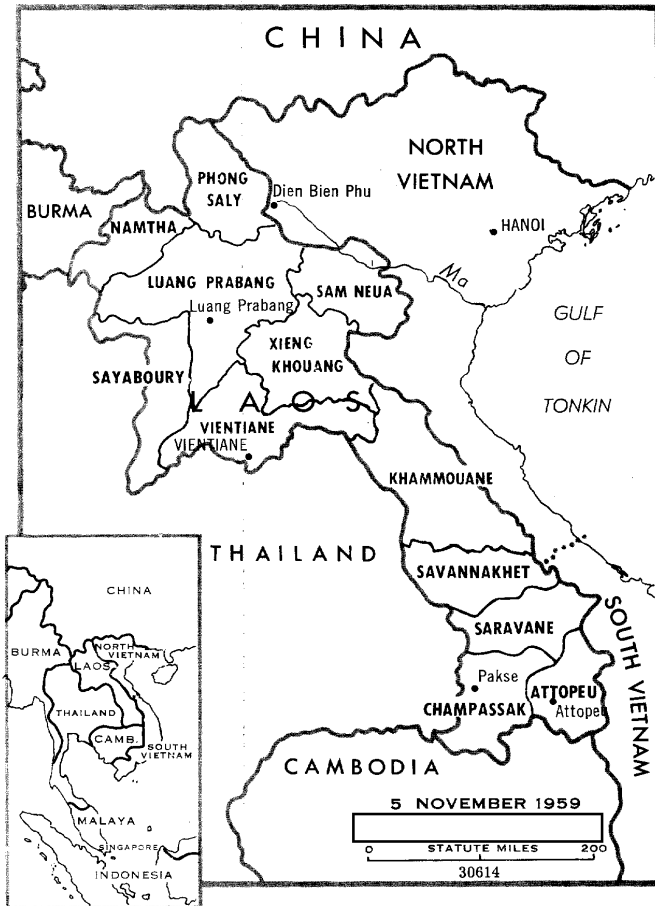 CHINA
NORTH
VIETNAM
PHONG
SALY
Dien Bien Phu
BURMA
NAMTHA
HANOI
Ma
LUANG PRABANG
Luang Prabang
SAM NEUA
GULF
OF
TONKIN
XIENG
KHOUANG
SAYABOURY
LAOS
VIENTIANE
VIENTIANE
KHAMMOUANE
THAILAND
SAVANNAKHET
SOUTH VIETNAM
SARAVANE
Pakse
CHAMPASSAK
ATTOPEU
Attopeu
CAMBODIA
5 NOVEMBER 1959
0 STATUTE MILES 200
30614
CHINA
BURMA
NORTH
VIETNAM
LAOS
THAILAND
CAMB.
SOUTH
VIETNAM
MALAYA
SINGAPORE
INDONESIA